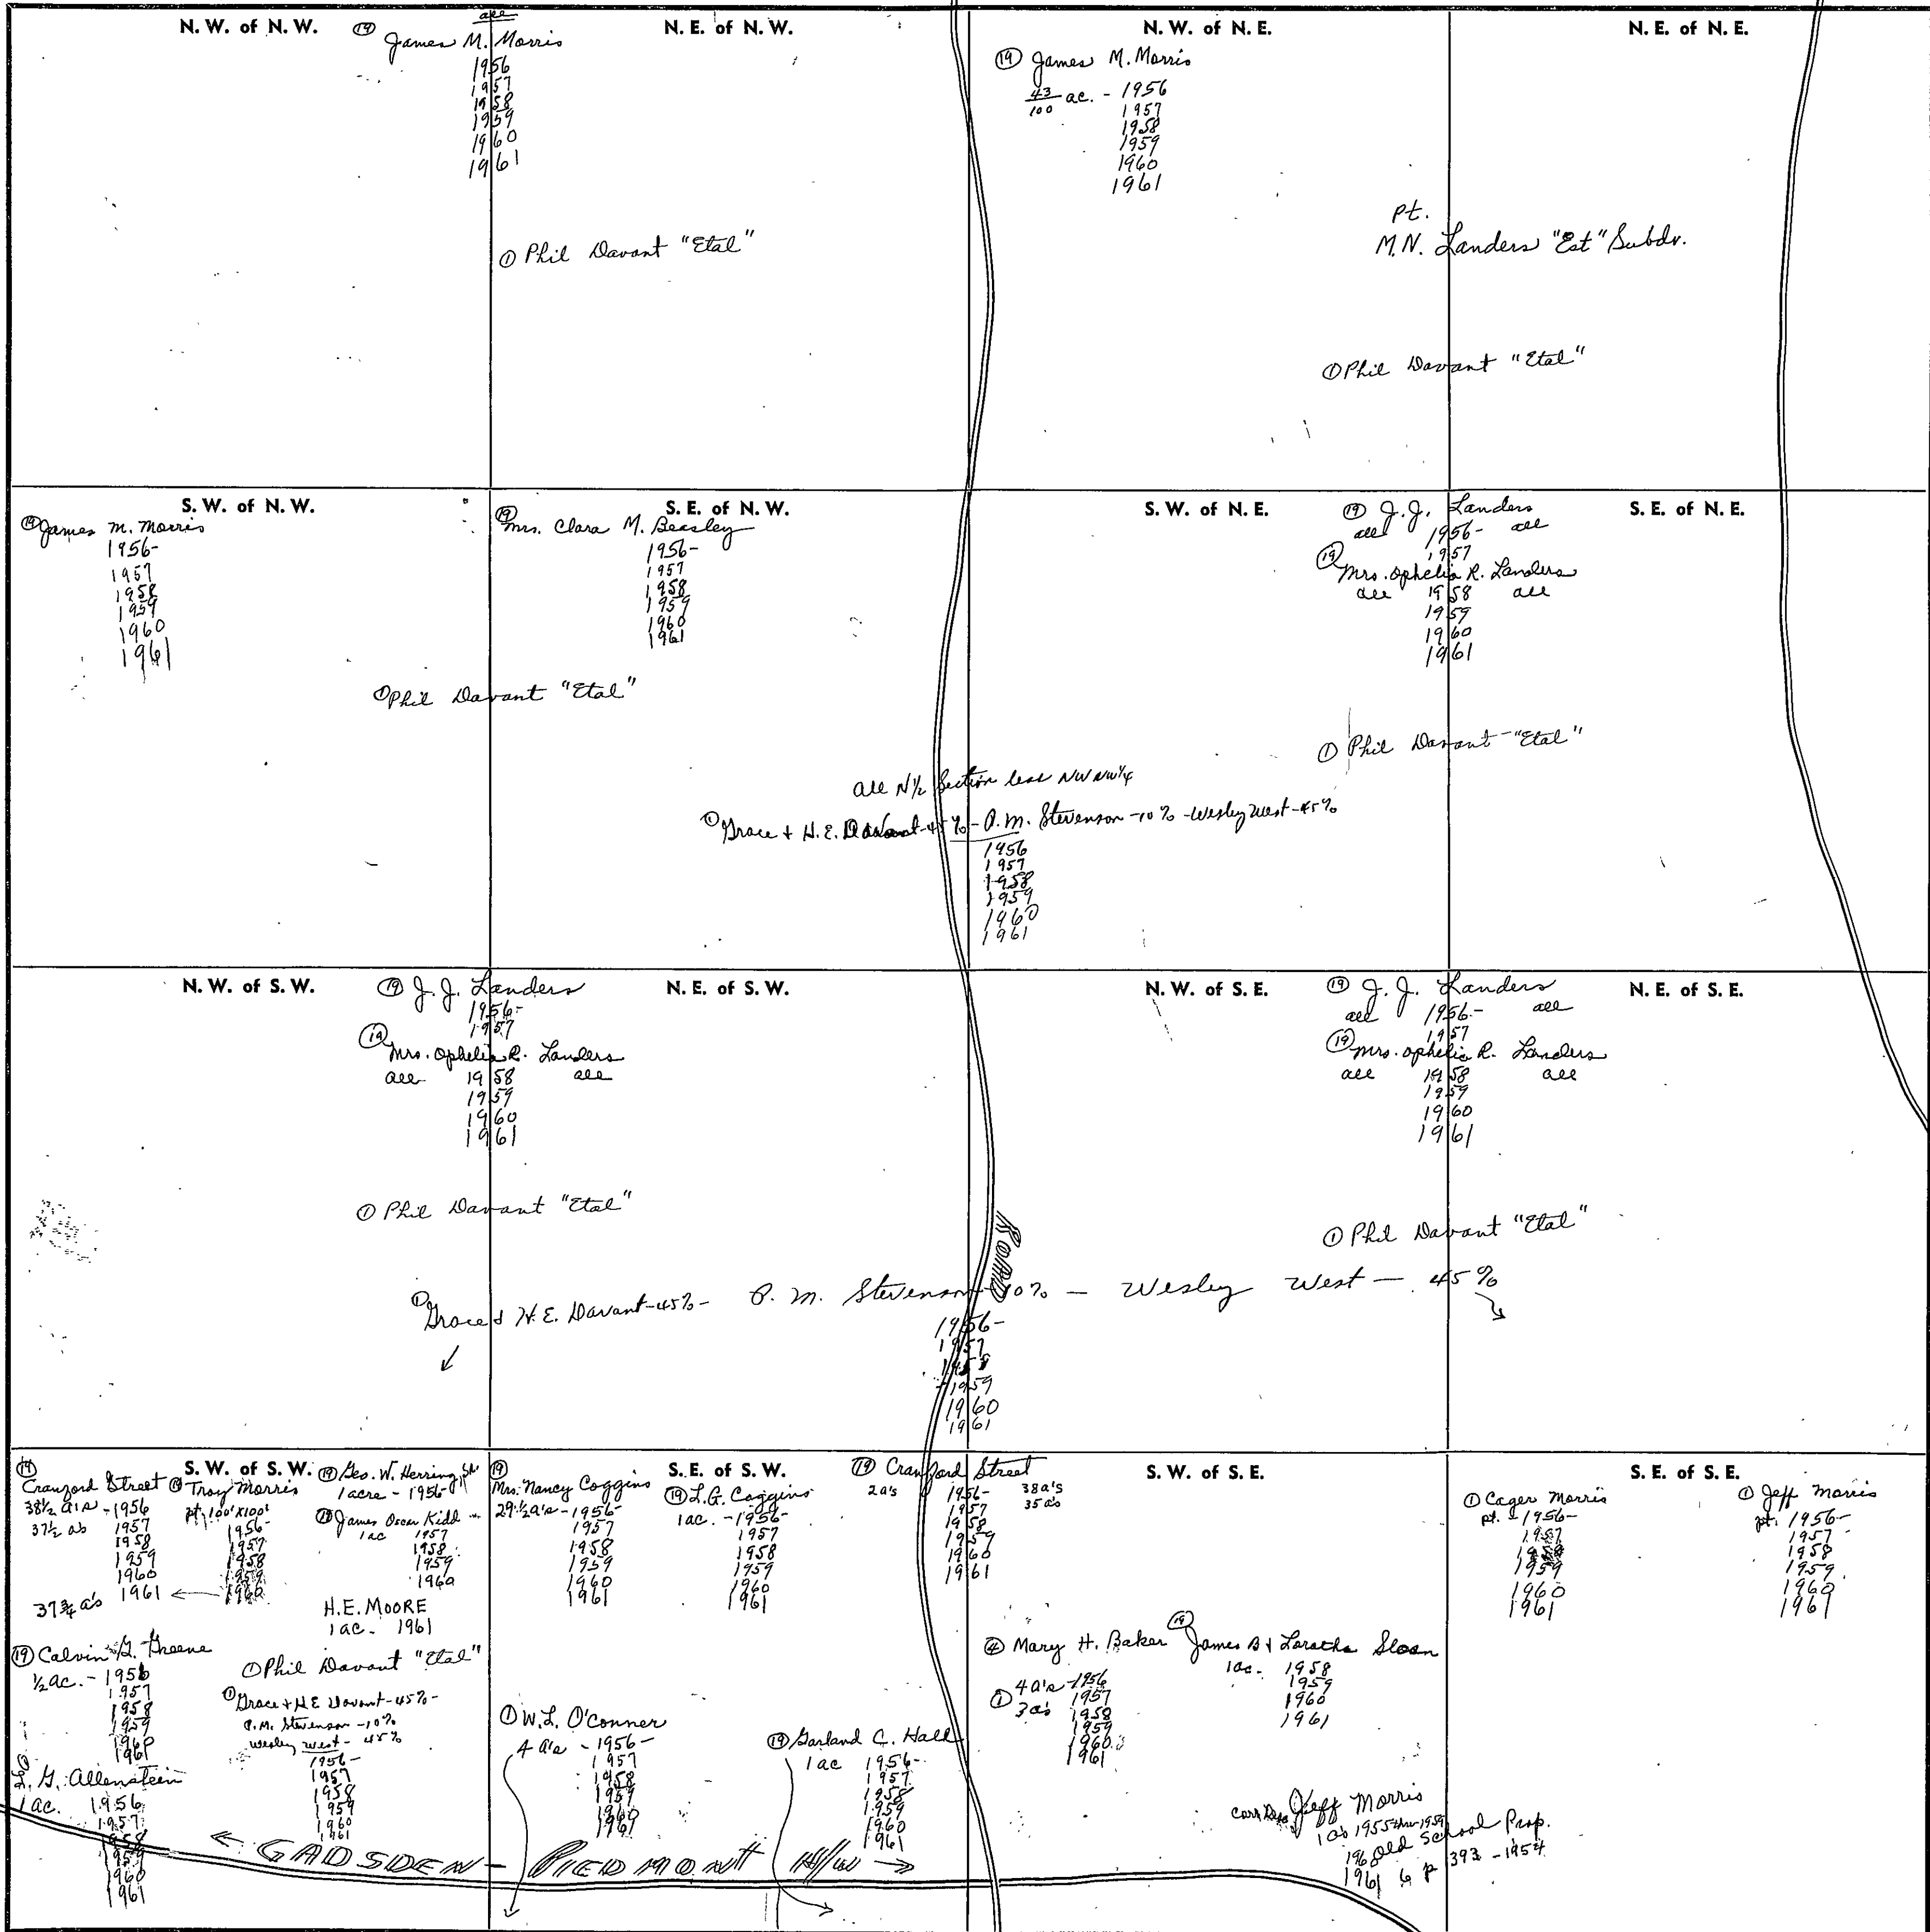 N. W. of N. W.
⑲ James M. Morris
all
1956
1957
1958
1959
1960
1961
N. E. of N. W.
① Phil Davant "Etal"
N. W. of N. E.
⑲ James M. Morris
43/100 ac. - 1956
1957
1958
1959
1960
1961
N. E. of N. E.
Pt.
M.N. Landers "Est" Subdv.
① Phil Davant "Etal"
S. W. of N. W.
⑲ James M. Morris
1956-
1957
1958
1959
1960
1961
S. E. of N. W.
⑲ Mrs. Clara M. Beasley
1956-
1957
1958
1959
1960
1961
① Phil Davant "Etal"
S. W. of N. E.
⑲ J.J. Landers
all 1956- all
1957
⑲ Mrs. Ophelia R. Landers
all 1958 all
1959
1960
1961
S. E. of N. E.
① Phil Davant "Etal"
all N½ Section less NW NW¼
① Grace + H.E. Davant-45%- P.M. Stevenson-10%-Wesley West-45%
1956
1957
1958
1959
1960
1961
N. W. of S. W.
⑲ J.J. Landers
1956-
1957
⑲ Mrs. Ophelia R. Landers
all 1958 all
1959
1960
1961
N. E. of S. W.
① Phil Davant "Etal"
N. W. of S. E.
⑲ J.J. Landers
all 1956- all
1957
⑲ Mrs. Ophelia R. Landers
all 1958 all
1959
1960
1961
N. E. of S. E.
① Phil Davant "Etal"
ROAD
① Grace + H.E. Davant-45%- P.M. Stevenson-10% - Wesley West - 45%
1956-
1957
1958
1959
1960
1961
S. W. of S. W.
⑲ Cranford Street
38½ a's - 1956
37½ a's 1957
1958
1959
1960
37¾ a's 1961 ←
⑲ Troy Morris
pt. 100'x100'
1956-
1957
1958
1959
1960
⑲ Geo. W. Herring Sr
1 acre - 1956
⑲ James Oscar Kidd
1 ac 1957
1958
1959
1960
H.E. MOORE
1 ac. 1961
⑲ Calvin G. Greene
½ ac. - 1956
1957
1958
1959
1960
1961
① Phil Davant "Etal"
① Grace + H.E. Davant-45%-
P.M. Stevenson-10%
Wesley West - 45%
1956-
1957
1958
1959
1960
1961
L.G. Allenstein
1 ac. 1956
1957
1958
1959
1960
1961
S. E. of S. W.
⑲ Mrs. Nancy Coggins
29½ a's - 1956-
1957
1958
1959
1960
1961
⑲ L.G. Coggins
1 ac. - 1956-
1957
1958
1959
1960
1961
⑲ Cranford Street
2 a's 1956- 38 a's
1957 35 a's
1958
1959
1960
1961
① W.L. O'Conner
4 a's - 1956-
1957
1958
1959
1960
1961
⑲ Garland C. Hall
1 ac 1956-
1957
1958
1959
1960
1961
S. W. of S. E.
④ Mary H. Baker
4 a's - 1956
① 3 a's 1957
1958
1959
1960
1961
⑲ James B + Loratha Sloan
1 ac. 1958
1959
1960
1961
S. E. of S. E.
① Cager Morris
pt. - 1956-
1957
1958
1959
1960
1961
① Jeff Morris
pt. 1956-
1957
1958
1959
1960
1961
Jeff Morris
1955 thru 1959
Old School Prop.
1961 393 - 1954
← GADSDEN - PIEDMONT H/W →